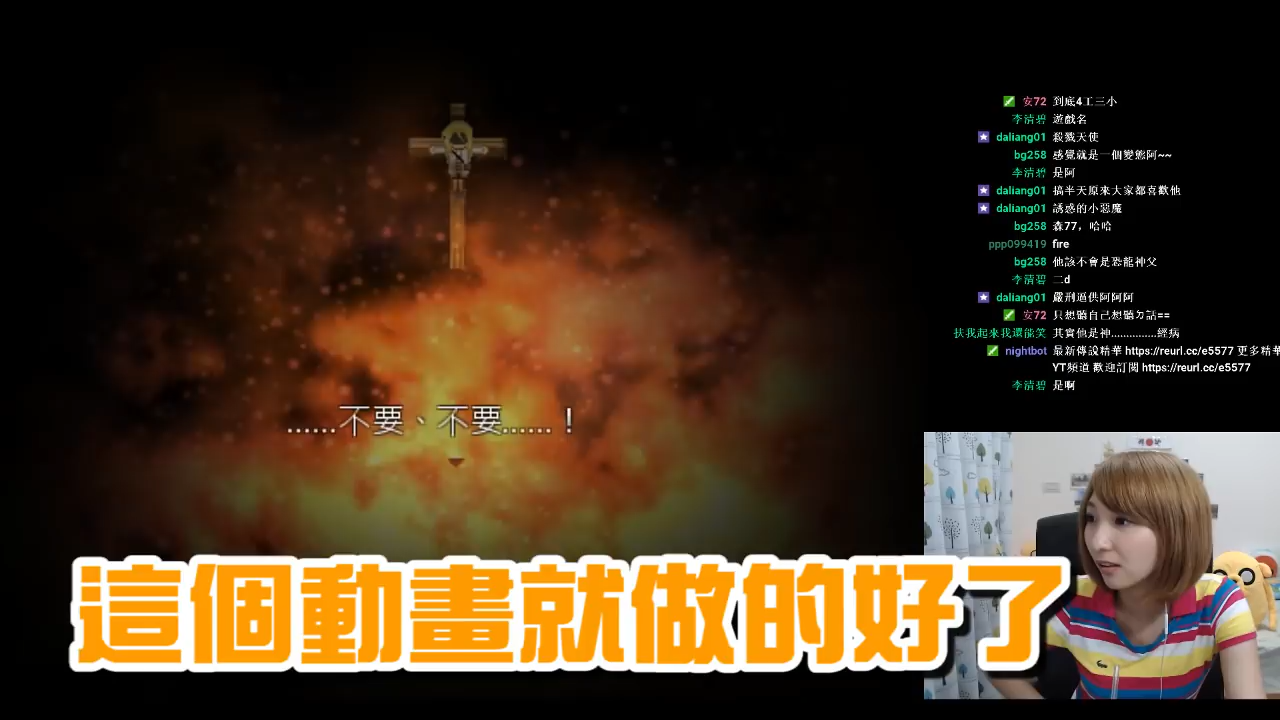 安72 到底4工三小
李清碧 遊戲名
daliang01 殺戮天使
bg258 感覺就是一個變態阿~~
李清碧 是阿
daliang01 搞半天原來大家都喜歡他
daliang01 誘惑的小惡魔
bg258 森77，哈哈
ppp099419 fire
bg258 他該不會是恐龍神父
李清碧 二d
daliang01 嚴刑逼供阿阿阿
安72 只想聽自己想聽ㄉ話==
扶我起來我還能笑 其實他是神..............經病
nightbot 最新傳說精華 https://reurl.cc/e5577 更多精華
YT頻道 歡迎訂閱 https://reurl.cc/e5577
李清碧 是啊
......不要、不要......！
這個動畫就做的好了